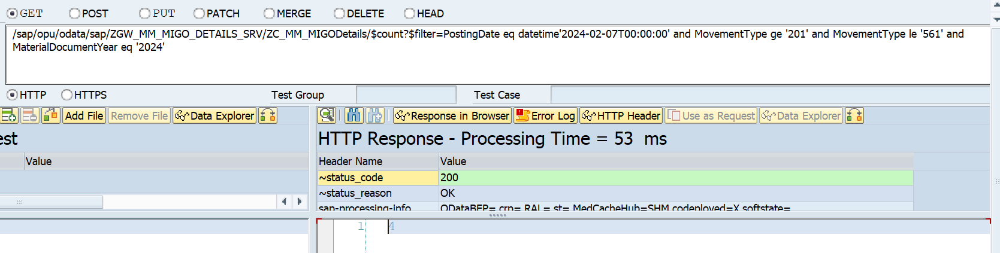 GET POST PUT PATCH MERGE DELETE HEAD
/sap/opu/odata/sap/ZGW_MM_MIGO_DETAILS_SRV/ZC_MM_MIGODetails/$count?$filter=PostingDate eq datetime'2024-02-07T00:00:00' and MovementType ge '201' and MovementType le '561' and
MaterialDocumentYear eq '2024'
HTTP HTTPS Test Group Test Case
Add File Remove File Data Explorer Response in Browser Error Log HTTP Header Use as Request Data Explorer
est HTTP Response - Processing Time = 53 ms
Value Header Name Value
~status_code 200
~status_reason OK
sap-processing-info ODataBEP= crp= RAL= st= MedCacheHub=SHM codeployed=X softstate=
1 4